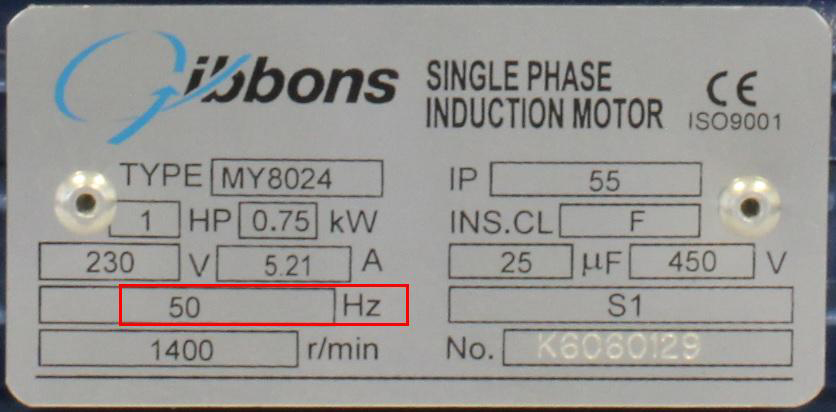 Gibbons
SINGLE PHASE
INDUCTION MOTOR
CE
ISO9001
TYPE MY8024
IP 55
1 HP 0.75 kW
INS.CL F
230 V 5.21 A
25 µF 450 V
50 Hz
S1
1400 r/min
No. K6060129